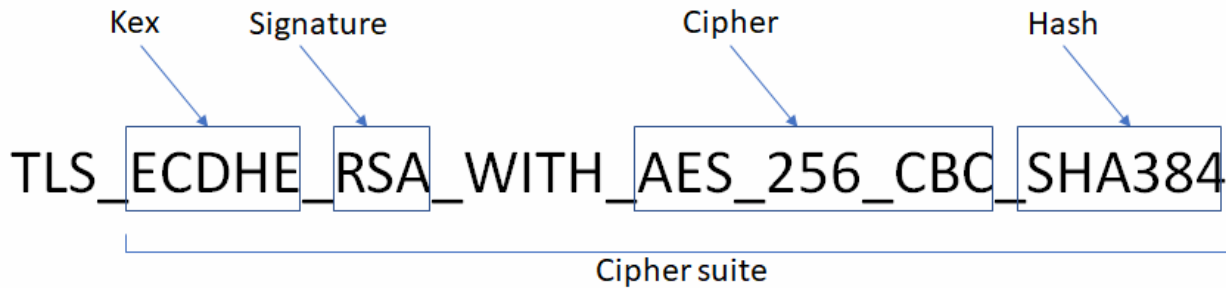 Kex Signature Cipher Hash
TLS_ECDHE_RSA_WITH_AES_256_CBC_SHA384
Cipher suite